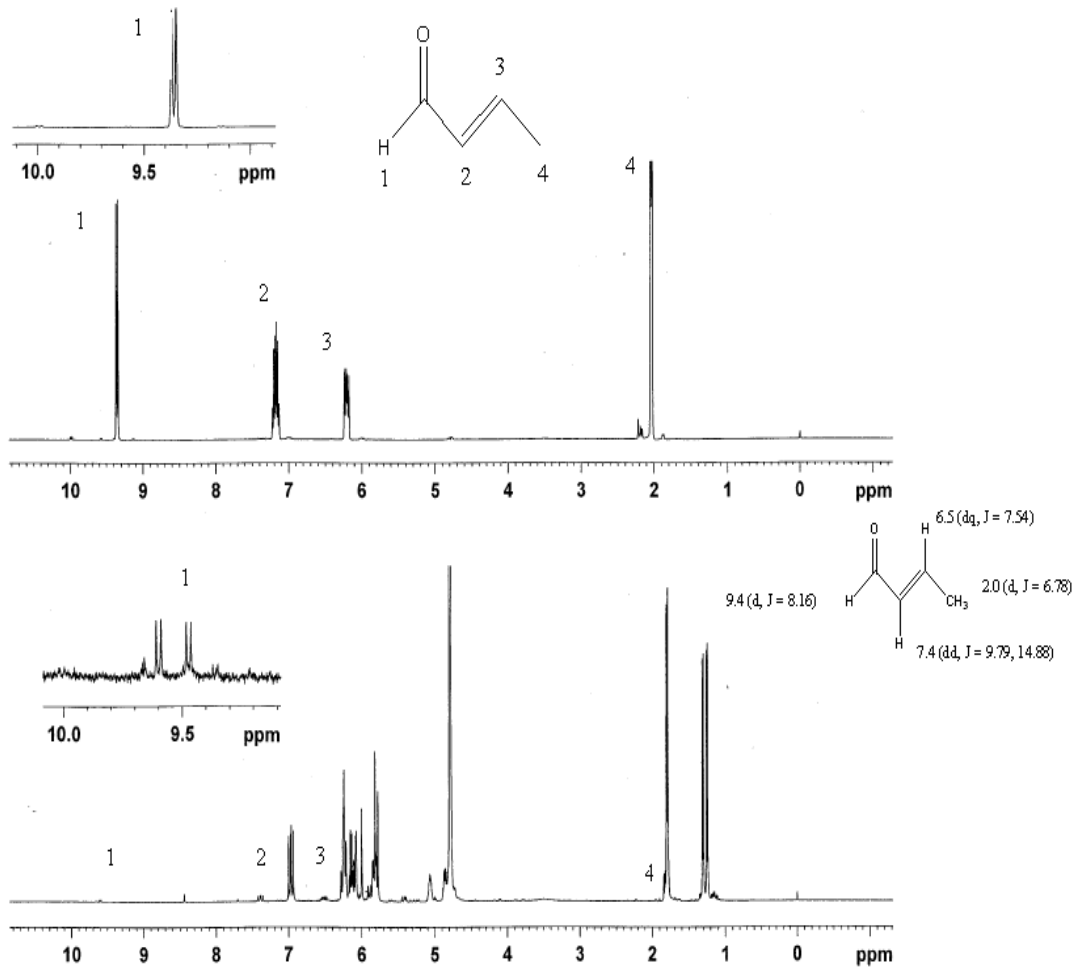 1
10.0 9.5 ppm
O
3
H
1 2 4
1
2
3
4
10 9 8 7 6 5 4 3 2 1 0 ppm
6.5 (dq, J = 7.54)
O H
9.4 (d, J = 8.16) H CH3 2.0 (d, J = 6.78)
H
7.4 (dd, J = 9.79, 14.88)
1
10.0 9.5 ppm
1 2 3 4
10 9 8 7 6 5 4 3 2 1 0 ppm